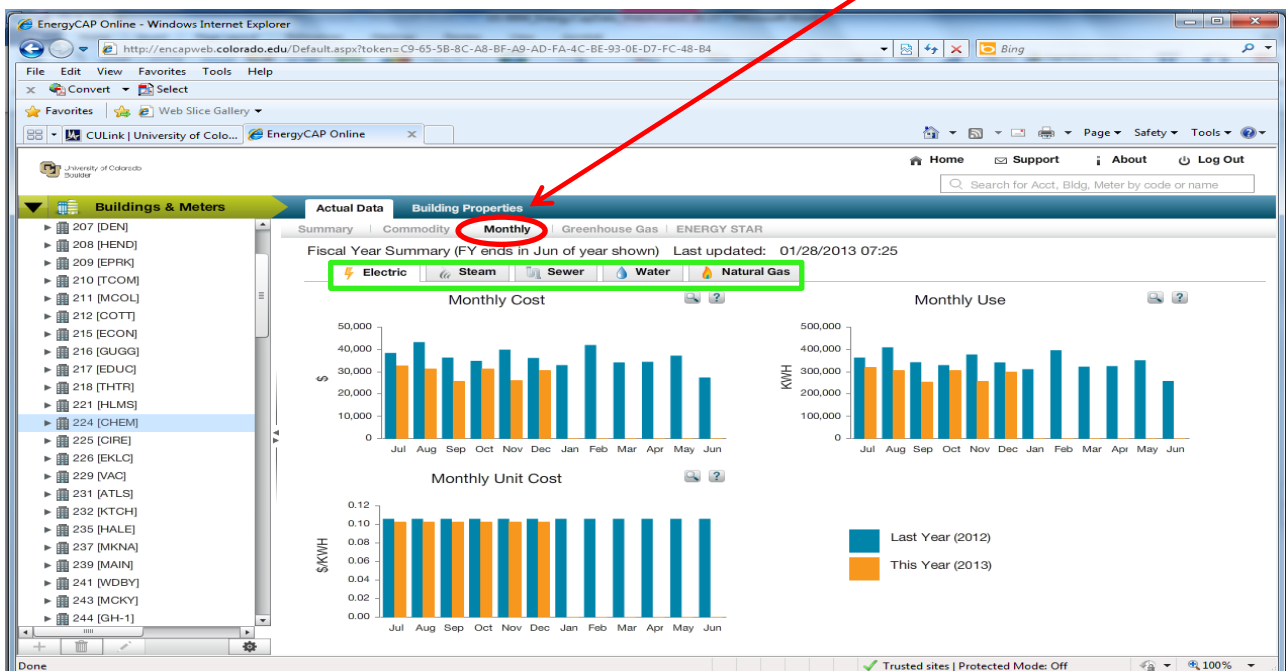 EnergyCAP Online - Windows Internet Explorer
http://encapweb.colorado.edu/Default.aspx?token=C9-65-5B-8C-A8-BF-A9-AD-FA-4C-BE-93-0E-D7-FC-48-B4
Bing
File Edit View Favorites Tools Help
x Convert Select
Favorites Web Slice Gallery
CULink | University of Colo... EnergyCAP Online x Page Safety Tools
University of Colorado
Boulder
Home Support About Log Out
Search for Acct, Bldg, Meter by code or name
Buildings & Meters
Actual Data Building Properties
Summary Commodity Monthly Greenhouse Gas ENERGY STAR
Fiscal Year Summary (FY ends in Jun of year shown) Last updated: 01/28/2013 07:25
Electric Steam Sewer Water Natural Gas
207 [DEN]
208 [HEND]
209 [EPRK]
210 [TCOM]
211 [MCOL]
212 [COTT]
215 [ECON]
216 [GUGG]
217 [EDUC]
218 [THTR]
221 [HLMS]
224 [CHEM]
225 [CIRE]
226 [EKLC]
229 [VAC]
231 [ATLS]
232 [KTCH]
235 [HALE]
237 [MKNA]
239 [MAIN]
241 [WDBY]
243 [MCKY]
244 [GH-1]
Monthly Cost
?
50,000
40,000
30,000
20,000
10,000
0
$
Jul Aug Sep Oct Nov Dec Jan Feb Mar Apr May Jun
Monthly Use
?
500,000
400,000
300,000
200,000
100,000
0
KWH
Jul Aug Sep Oct Nov Dec Jan Feb Mar Apr May Jun
Monthly Unit Cost
?
0.12
0.10
0.08
0.06
0.04
0.02
0.00
$/KWH
Jul Aug Sep Oct Nov Dec Jan Feb Mar Apr May Jun
Last Year (2012)
This Year (2013)
Done
Trusted sites | Protected Mode: Off
100%